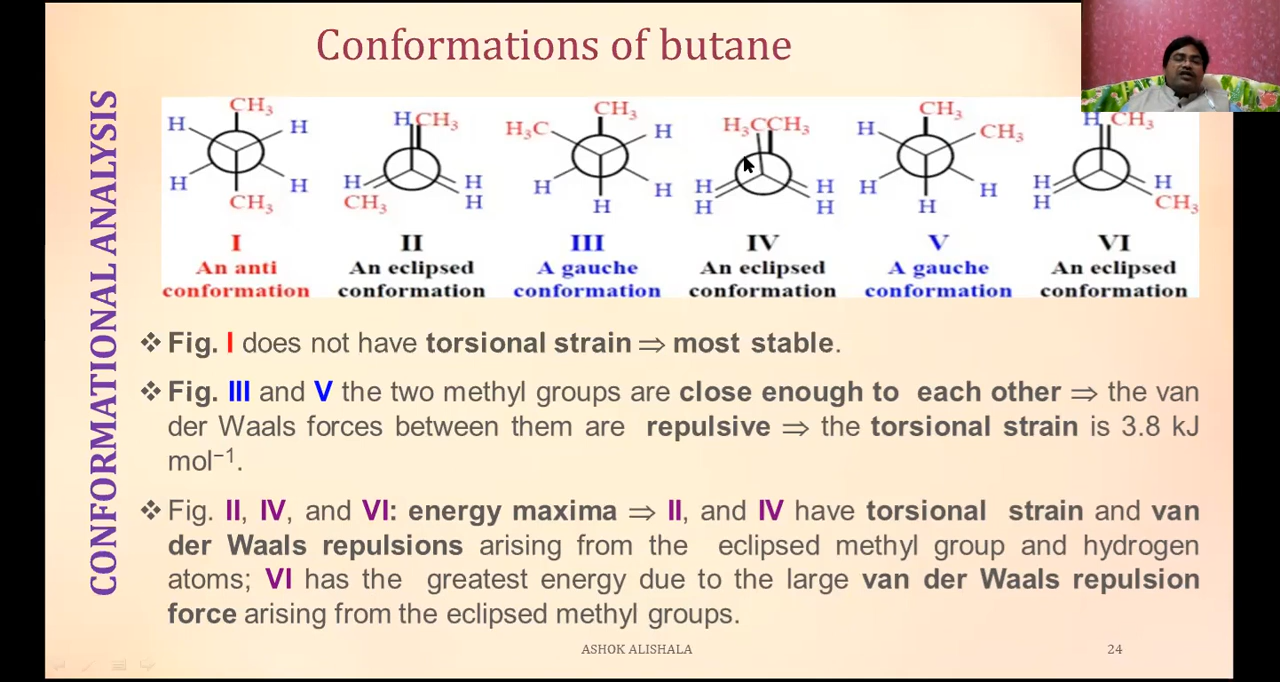 Conformations of butane
CONFORMATIONAL ANALYSIS
CH₃ HCH₃ CH₃ H₃CCH₃ CH₃ H CH₃
H H H₃C H H CH₃
H H H H H H H H H H H H
CH₃ CH₃ H H H H H H H CH₃
I II III IV V VI
An anti An eclipsed A gauche An eclipsed A gauche An eclipsed
conformation conformation conformation conformation conformation conformation
❖ Fig. I does not have torsional strain ⇒ most stable.
❖ Fig. III and V the two methyl groups are close enough to each other ⇒ the van
der Waals forces between them are repulsive ⇒ the torsional strain is 3.8 kJ
mol⁻¹.
❖ Fig. II, IV, and VI: energy maxima ⇒ II, and IV have torsional strain and van
der Waals repulsions arising from the eclipsed methyl group and hydrogen
atoms; VI has the greatest energy due to the large van der Waals repulsion
force arising from the eclipsed methyl groups.
ASHOK ALISHALA 24